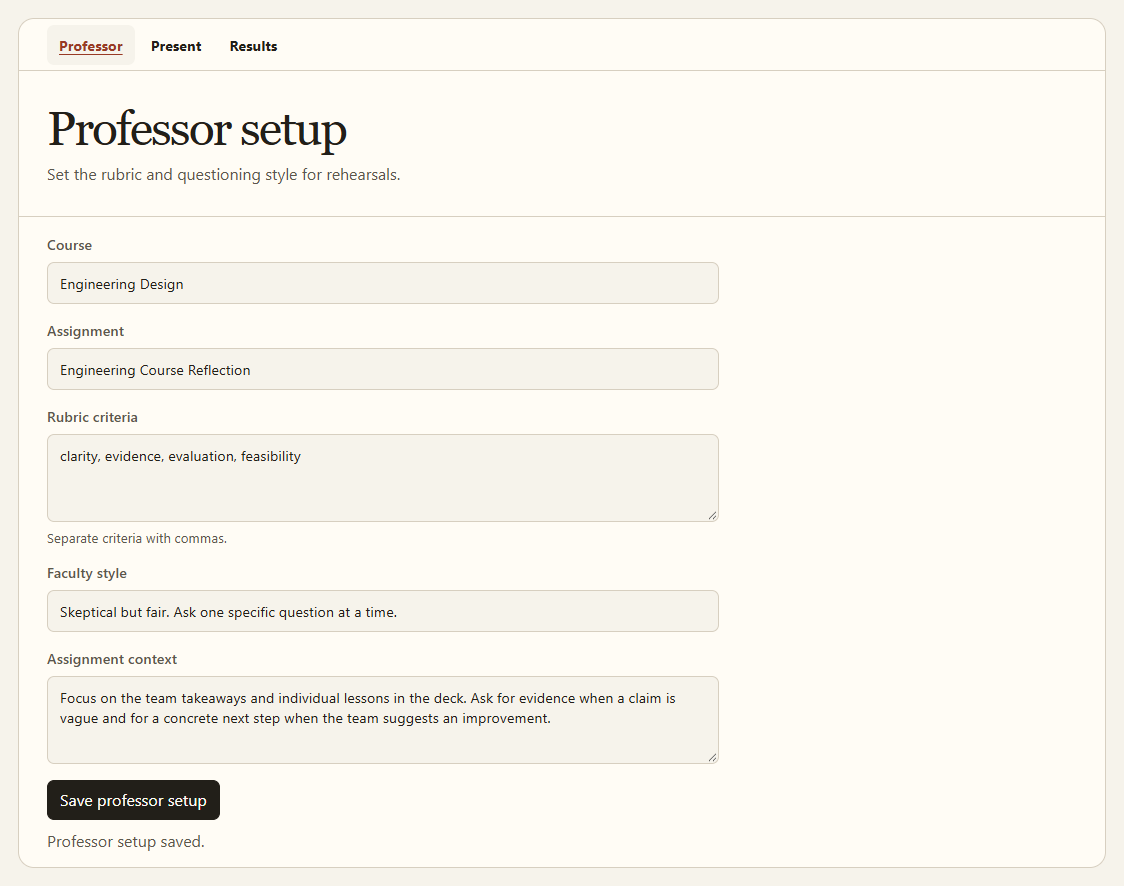 Professor Present Results
Professor setup
Set the rubric and questioning style for rehearsals.
Course
Engineering Design
Assignment
Engineering Course Reflection
Rubric criteria
clarity, evidence, evaluation, feasibility
Separate criteria with commas.
Faculty style
Skeptical but fair. Ask one specific question at a time.
Assignment context
Focus on the team takeaways and individual lessons in the deck. Ask for evidence when a claim is
vague and for a concrete next step when the team suggests an improvement.
Save professor setup
Professor setup saved.